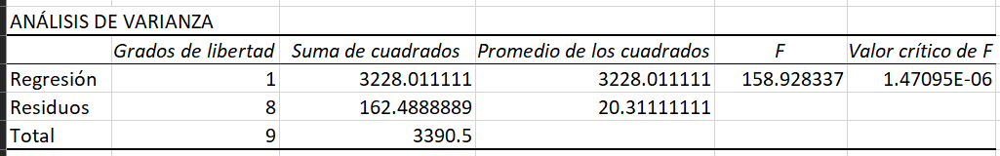 ANÁLISIS DE VARIANZA
Grados de libertad Suma de cuadrados Promedio de los cuadrados F Valor crítico de F
Regresión 1 3228.011111 3228.011111 158.928337 1.47095E-06
Residuos 8 162.4888889 20.31111111
Total 9 3390.5